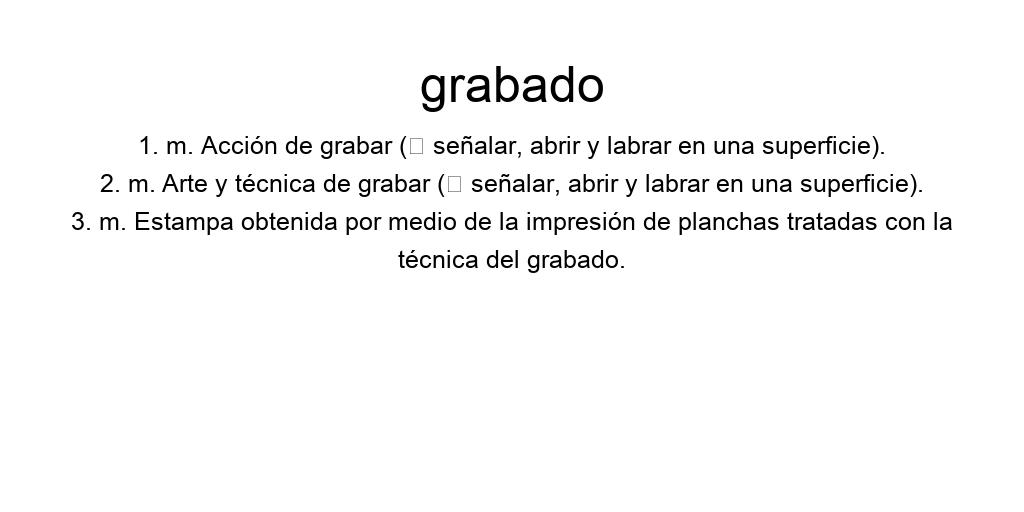 grabado
1. m. Acción de grabar (▯ señalar, abrir y labrar en una superficie).
2. m. Arte y técnica de grabar (▯ señalar, abrir y labrar en una superficie).
3. m. Estampa obtenida por medio de la impresión de planchas tratadas con la
técnica del grabado.